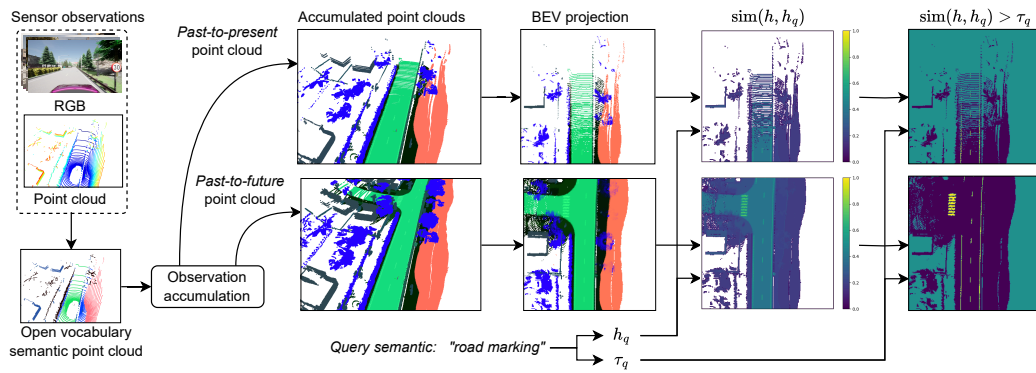 Sensor observations
RGB
Point cloud
Open vocabulary
semantic point cloud
Observation
accumulation
Past-to-present
point cloud
Past-to-future
point cloud
Accumulated point clouds
BEV projection
sim(h, h_q)
sim(h, h_q) > τ_q
1.0
0.8
0.6
0.4
0.2
0.0
1.0
0.8
0.6
0.4
0.2
0.0
Query semantic: "road marking"
h_q
τ_q